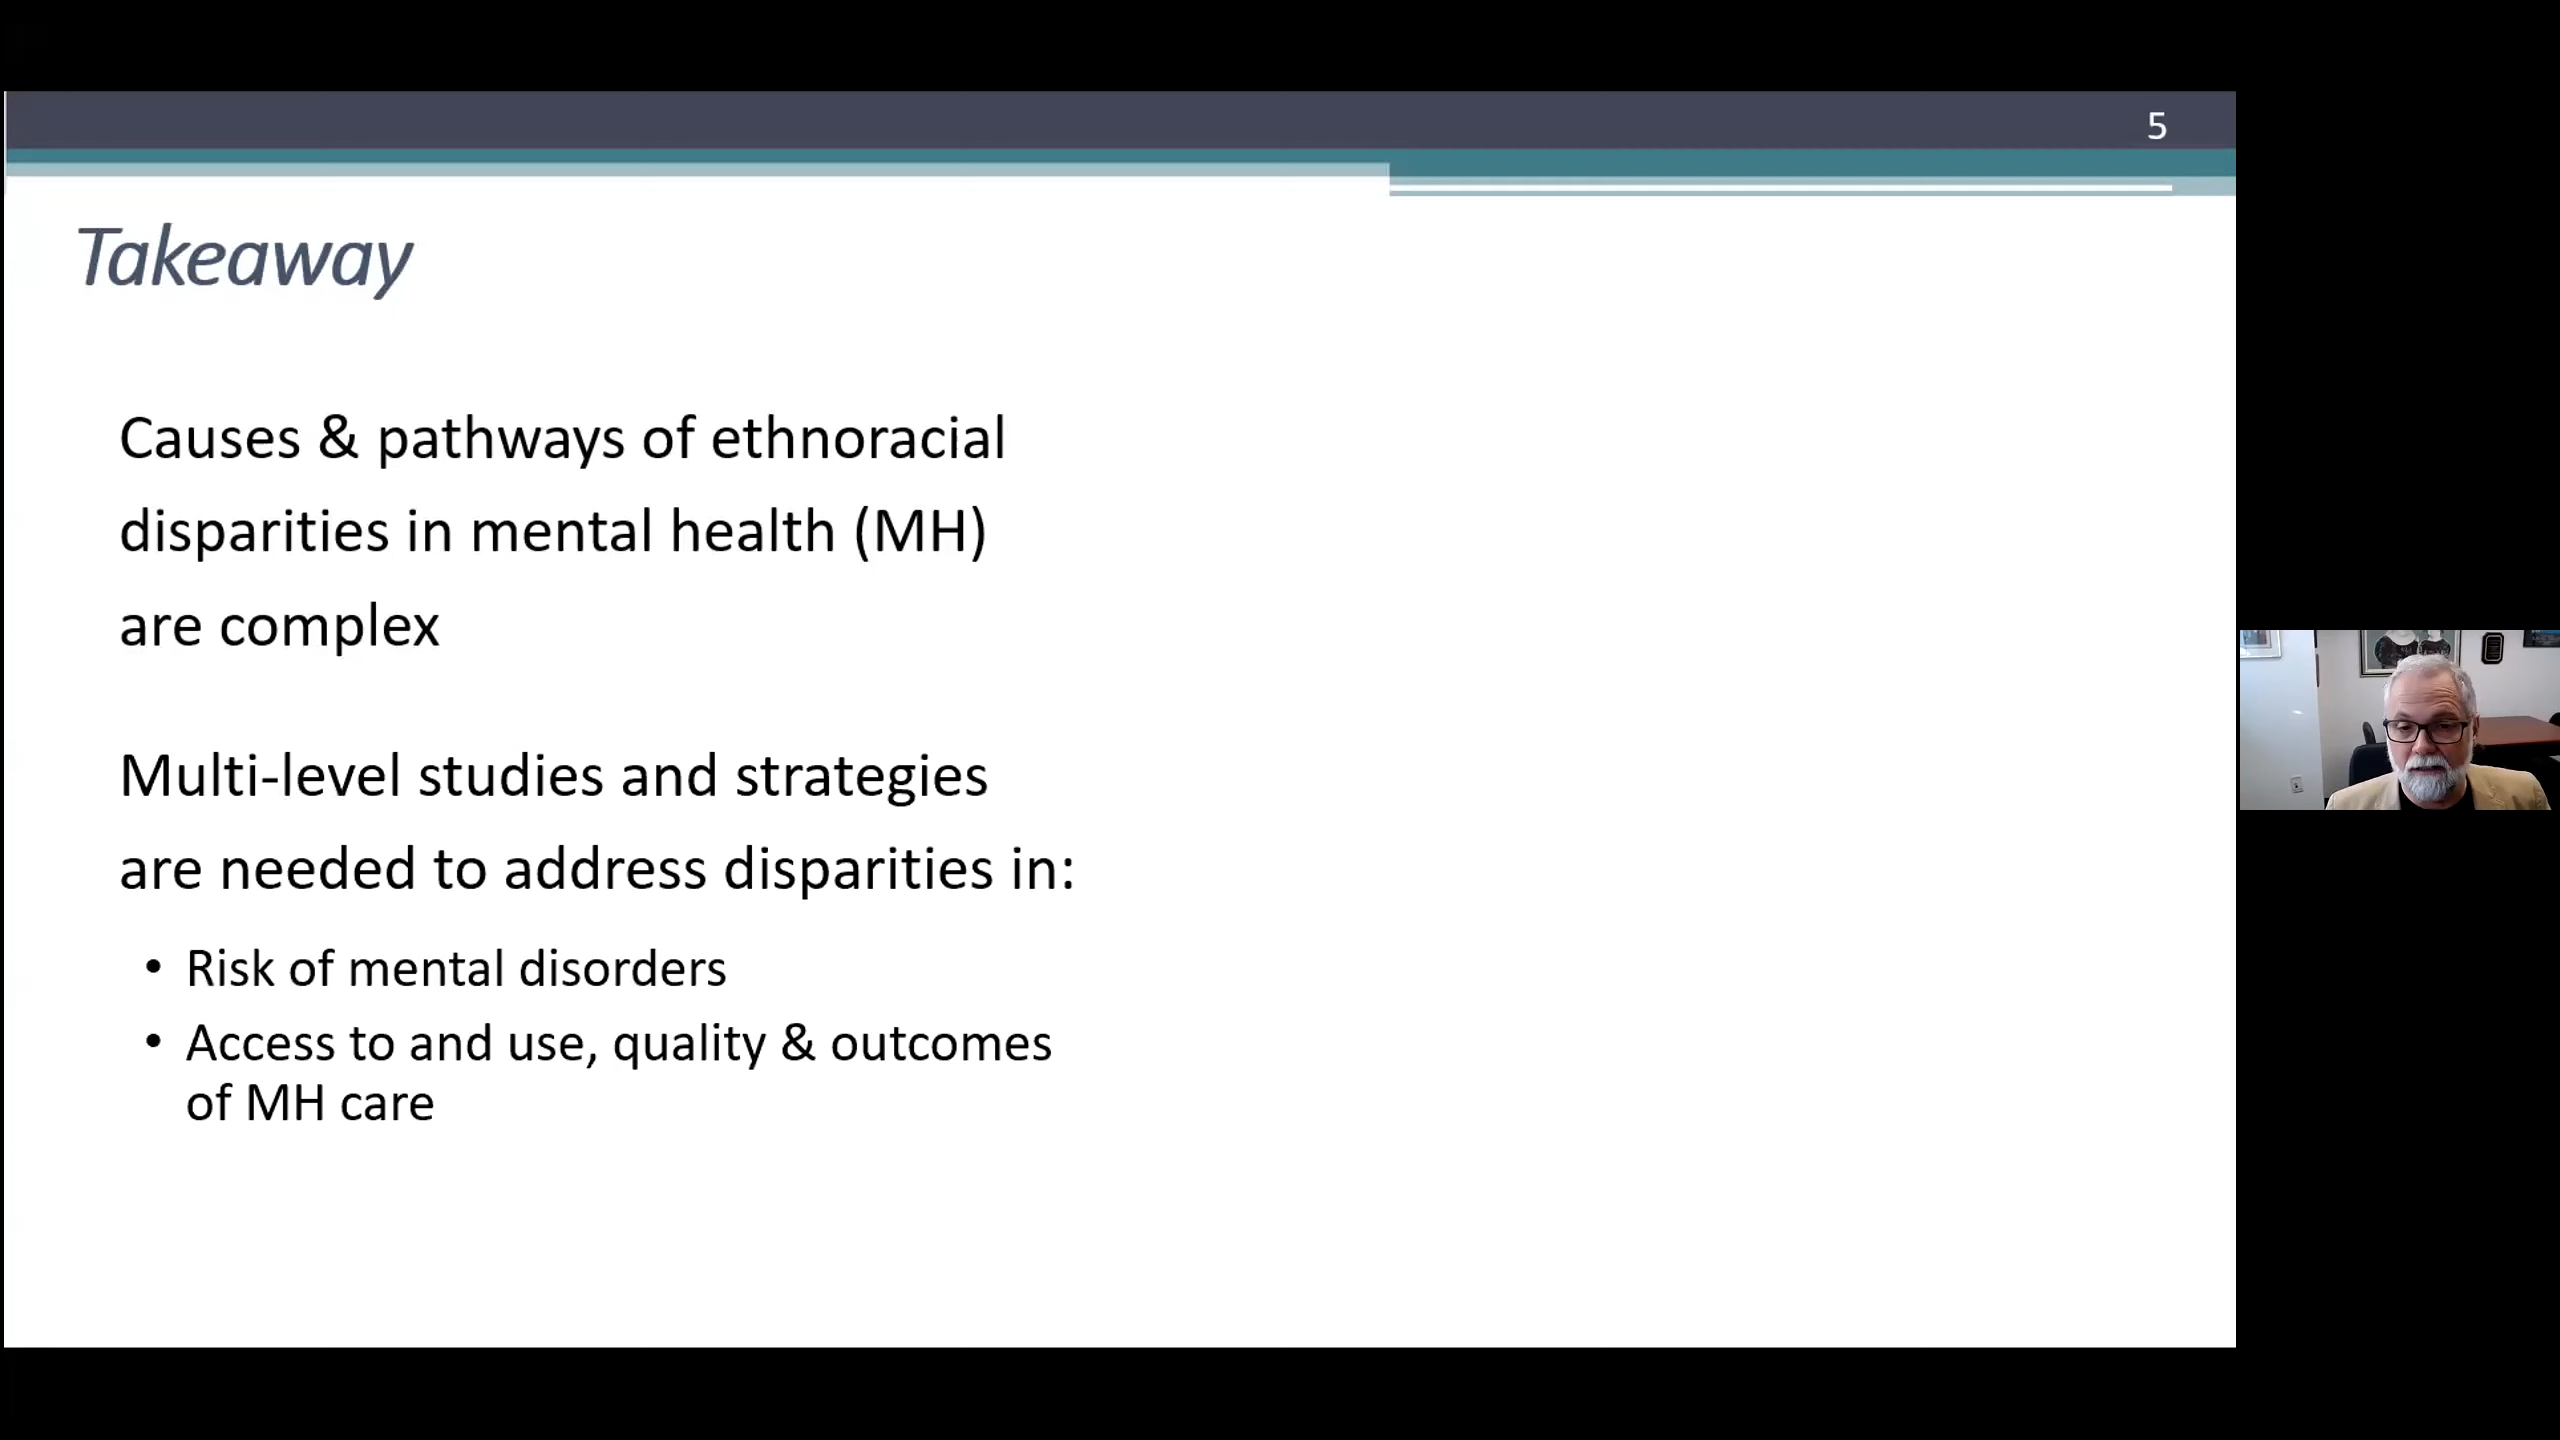 5
Takeaway
Causes & pathways of ethnoracial
disparities in mental health (MH)
are complex
Multi-level studies and strategies
are needed to address disparities in:
• Risk of mental disorders
• Access to and use, quality & outcomes
of MH care